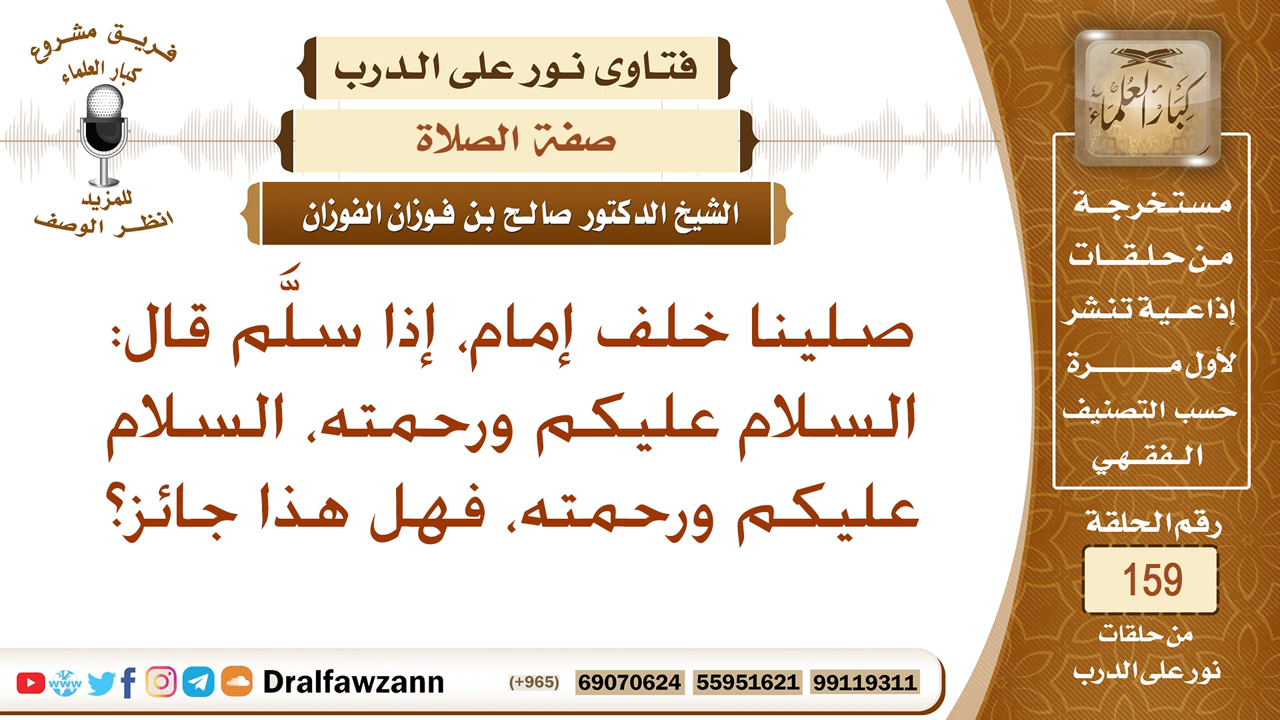 فريق مشروع
كبار العلماء
للمزيد
انظر الوصف
فتاوى نور على الدرب
صفة الصلاة
الشيخ الدكتور صالح بن فوزان الفوزان
صلينا خلف إمام، إذا سلَّم قال:
السلام عليكم ورحمته، السلام
عليكم ورحمته، فهل هذا جائز؟
كبار العلماء
مستخرجة
من حلقات
إذاعية تنشر
لأول مرة
حسب التصنيف
الفقهي
رقم الحلقة
159
من حلقات
نور على الدرب
www
Dralfawzann
(+965) 69070624 55951621 99119311